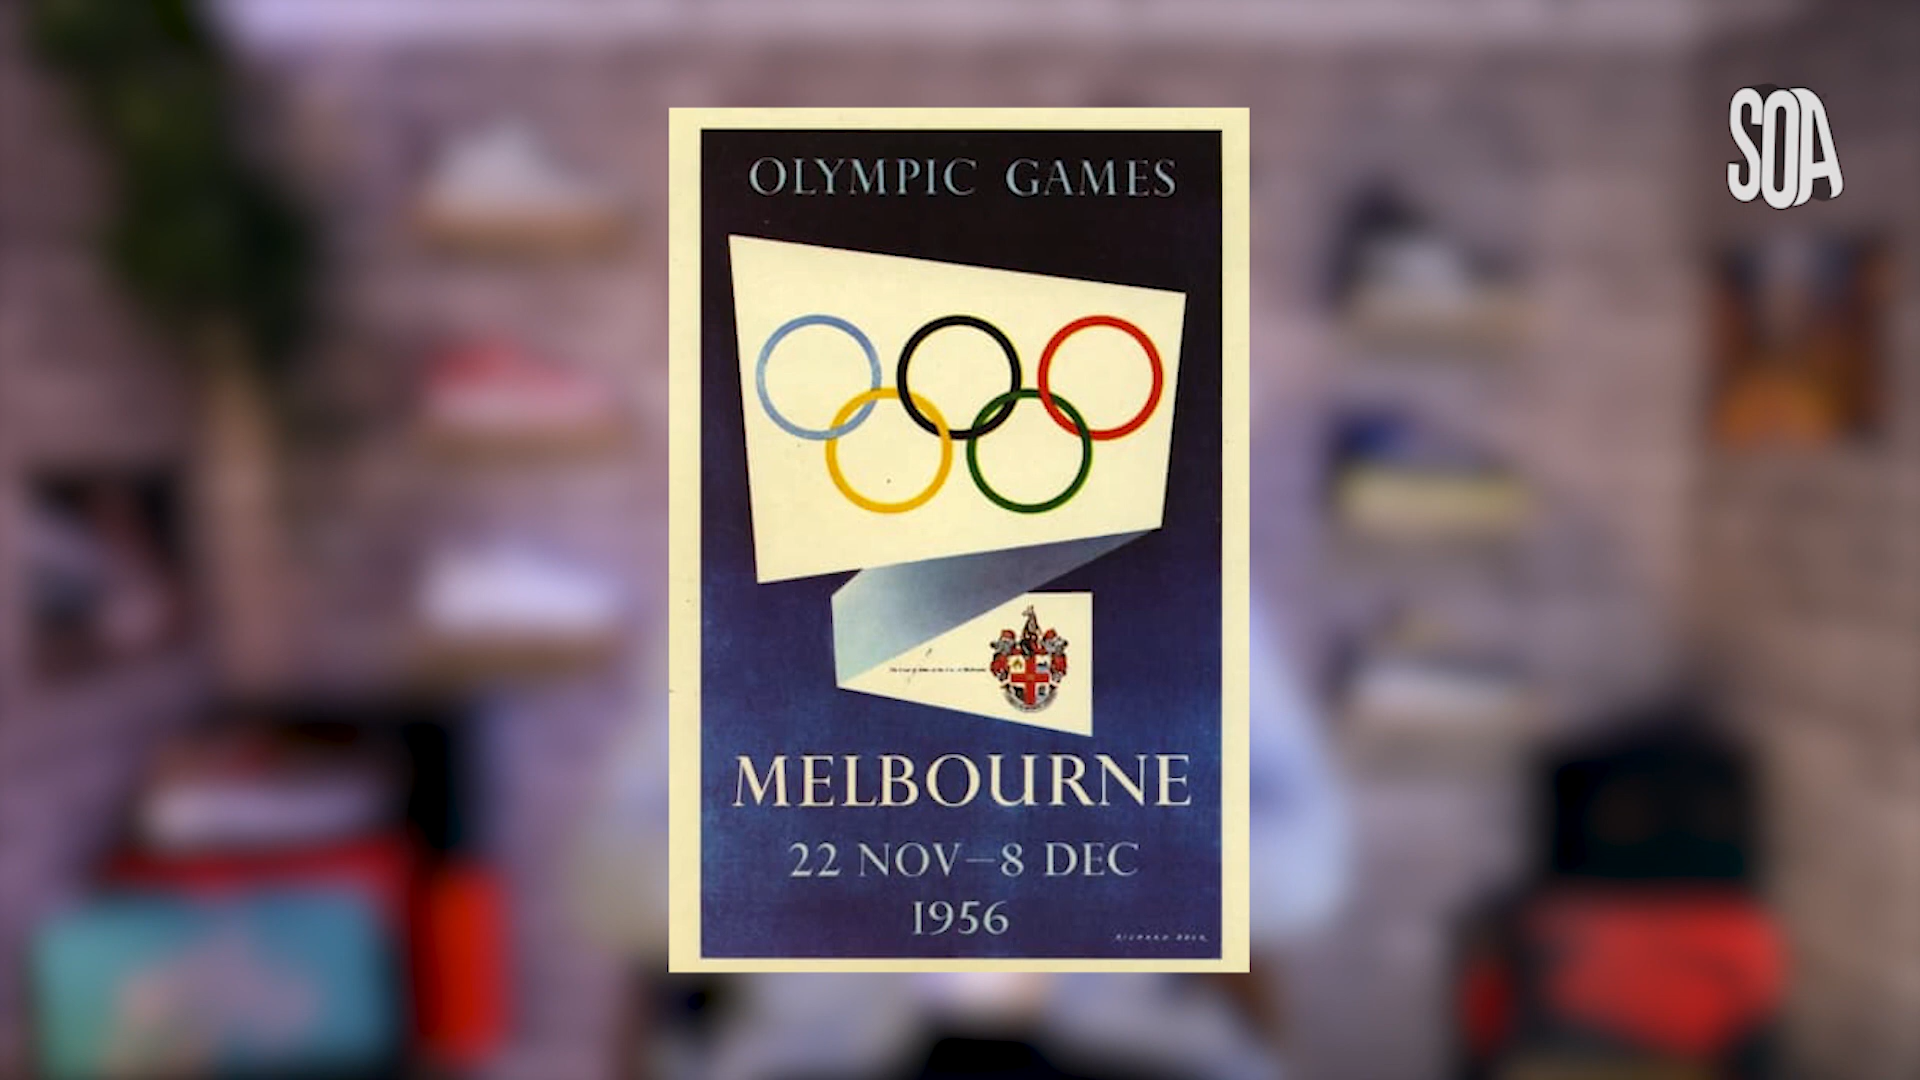 SOA
OLYMPIC GAMES
MELBOURNE
22 NOV–8 DEC
1956